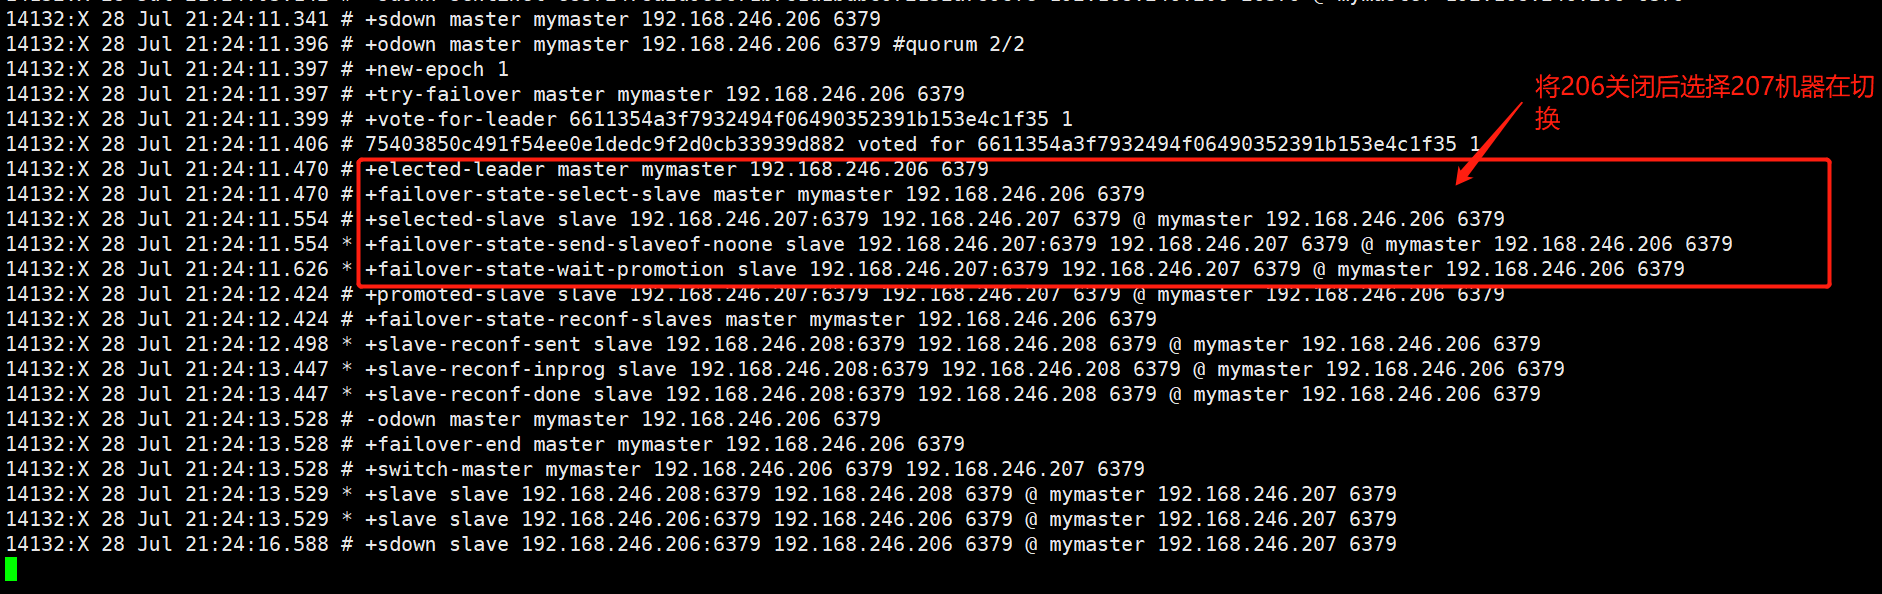 14132:X 28 Jul 21:24:11.341 # +sdown master mymaster 192.168.246.206 6379
14132:X 28 Jul 21:24:11.396 # +odown master mymaster 192.168.246.206 6379 #quorum 2/2
14132:X 28 Jul 21:24:11.397 # +new-epoch 1
14132:X 28 Jul 21:24:11.397 # +try-failover master mymaster 192.168.246.206 6379
14132:X 28 Jul 21:24:11.399 # +vote-for-leader 6611354a3f7932494f06490352391b153e4c1f35 1
14132:X 28 Jul 21:24:11.406 # 75403850c491f54ee0e1dedc9f2d0cb33939d882 voted for 6611354a3f7932494f06490352391b153e4c1f35 1
将206关闭后选择207机器在切
换
14132:X 28 Jul 21:24:11.470 # +elected-leader master mymaster 192.168.246.206 6379
14132:X 28 Jul 21:24:11.470 # +failover-state-select-slave master mymaster 192.168.246.206 6379
14132:X 28 Jul 21:24:11.554 # +selected-slave slave 192.168.246.207:6379 192.168.246.207 6379 @ mymaster 192.168.246.206 6379
14132:X 28 Jul 21:24:11.554 * +failover-state-send-slaveof-noone slave 192.168.246.207:6379 192.168.246.207 6379 @ mymaster 192.168.246.206 6379
14132:X 28 Jul 21:24:11.626 * +failover-state-wait-promotion slave 192.168.246.207:6379 192.168.246.207 6379 @ mymaster 192.168.246.206 6379
14132:X 28 Jul 21:24:12.424 # +promoted-slave slave 192.168.246.207:6379 192.168.246.207 6379 @ mymaster 192.168.246.206 6379
14132:X 28 Jul 21:24:12.424 # +failover-state-reconf-slaves master mymaster 192.168.246.206 6379
14132:X 28 Jul 21:24:12.498 * +slave-reconf-sent slave 192.168.246.208:6379 192.168.246.208 6379 @ mymaster 192.168.246.206 6379
14132:X 28 Jul 21:24:13.447 * +slave-reconf-inprog slave 192.168.246.208:6379 192.168.246.208 6379 @ mymaster 192.168.246.206 6379
14132:X 28 Jul 21:24:13.447 * +slave-reconf-done slave 192.168.246.208:6379 192.168.246.208 6379 @ mymaster 192.168.246.206 6379
14132:X 28 Jul 21:24:13.528 # -odown master mymaster 192.168.246.206 6379
14132:X 28 Jul 21:24:13.528 # +failover-end master mymaster 192.168.246.206 6379
14132:X 28 Jul 21:24:13.528 # +switch-master mymaster 192.168.246.206 6379 192.168.246.207 6379
14132:X 28 Jul 21:24:13.529 * +slave slave 192.168.246.208:6379 192.168.246.208 6379 @ mymaster 192.168.246.207 6379
14132:X 28 Jul 21:24:13.529 * +slave slave 192.168.246.206:6379 192.168.246.206 6379 @ mymaster 192.168.246.207 6379
14132:X 28 Jul 21:24:16.588 # +sdown slave 192.168.246.206:6379 192.168.246.206 6379 @ mymaster 192.168.246.207 6379